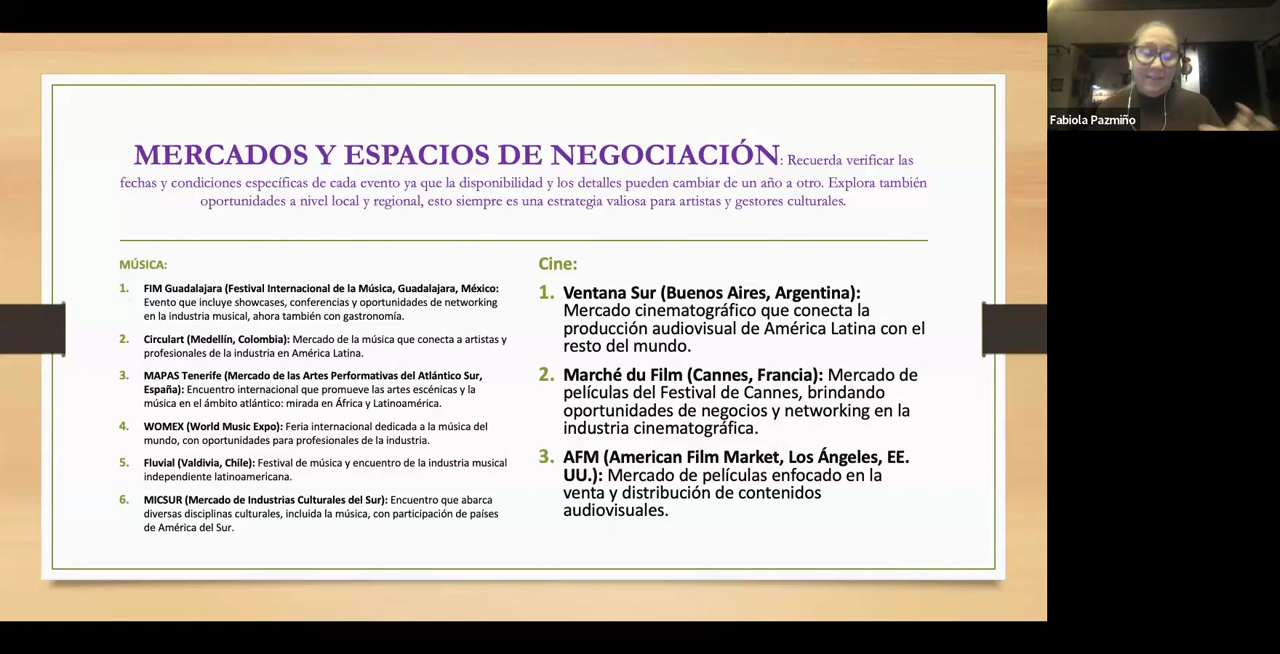 MERCADOS Y ESPACIOS DE NEGOCIACIÓN: Recuerda verificar las
fechas y condiciones específicas de cada evento ya que la disponibilidad y los detalles pueden cambiar de un año a otro. Explora también
oportunidades a nivel local y regional, esto siempre es una estrategia valiosa para artistas y gestores culturales.
MÚSICA:
1. FIM Guadalajara (Festival Internacional de la Música, Guadalajara, México:
Evento que incluye showcases, conferencias y oportunidades de networking
en la industria musical, ahora también con gastronomía.
2. Circulart (Medellín, Colombia): Mercado de la música que conecta a artistas y
profesionales de la industria en América Latina.
3. MAPAS Tenerife (Mercado de las Artes Performativas del Atlántico Sur,
España): Encuentro internacional que promueve las artes escénicas y la
música en el ámbito atlántico: mirada en África y Latinoamérica.
4. WOMEX (World Music Expo): Feria internacional dedicada a la música del
mundo, con oportunidades para profesionales de la industria.
5. Fluvial (Valdivia, Chile): Festival de música y encuentro de la industria musical
independiente latinoamericana.
6. MICSUR (Mercado de Industrias Culturales del Sur): Encuentro que abarca
diversas disciplinas culturales, incluida la música, con participación de países
de América del Sur.
Cine:
1. Ventana Sur (Buenos Aires, Argentina):
Mercado cinematográfico que conecta la
producción audiovisual de América Latina con el
resto del mundo.
2. Marché du Film (Cannes, Francia): Mercado de
películas del Festival de Cannes, brindando
oportunidades de negocios y networking en la
industria cinematográfica.
3. AFM (American Film Market, Los Ángeles, EE.
UU.): Mercado de películas enfocado en la
venta y distribución de contenidos
audiovisuales.
Fabiola Pazmiño